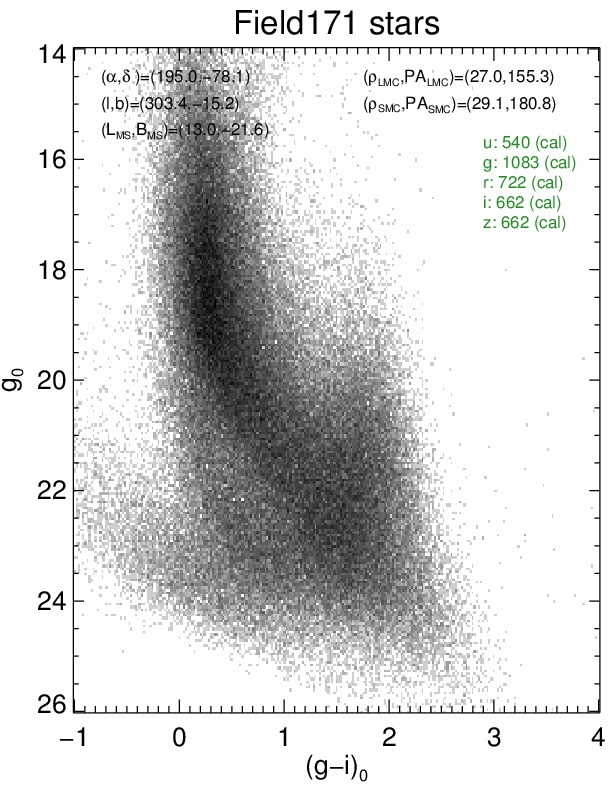 Field171 stars
(α,δ )=(195.0,−78.1)
(ρLMC,PALMC)=(27.0,155.3)
(l,b)=(303.4,−15.2)
(ρSMC,PASMC)=(29.1,180.8)
(LMS,BMS)=(13.0,−21.6)
u: 540 (cal)
g: 1083 (cal)
r: 722 (cal)
i: 662 (cal)
z: 662 (cal)
14
16
18
20
22
24
26
g0
−1 0 1 2 3 4
(g−i)0